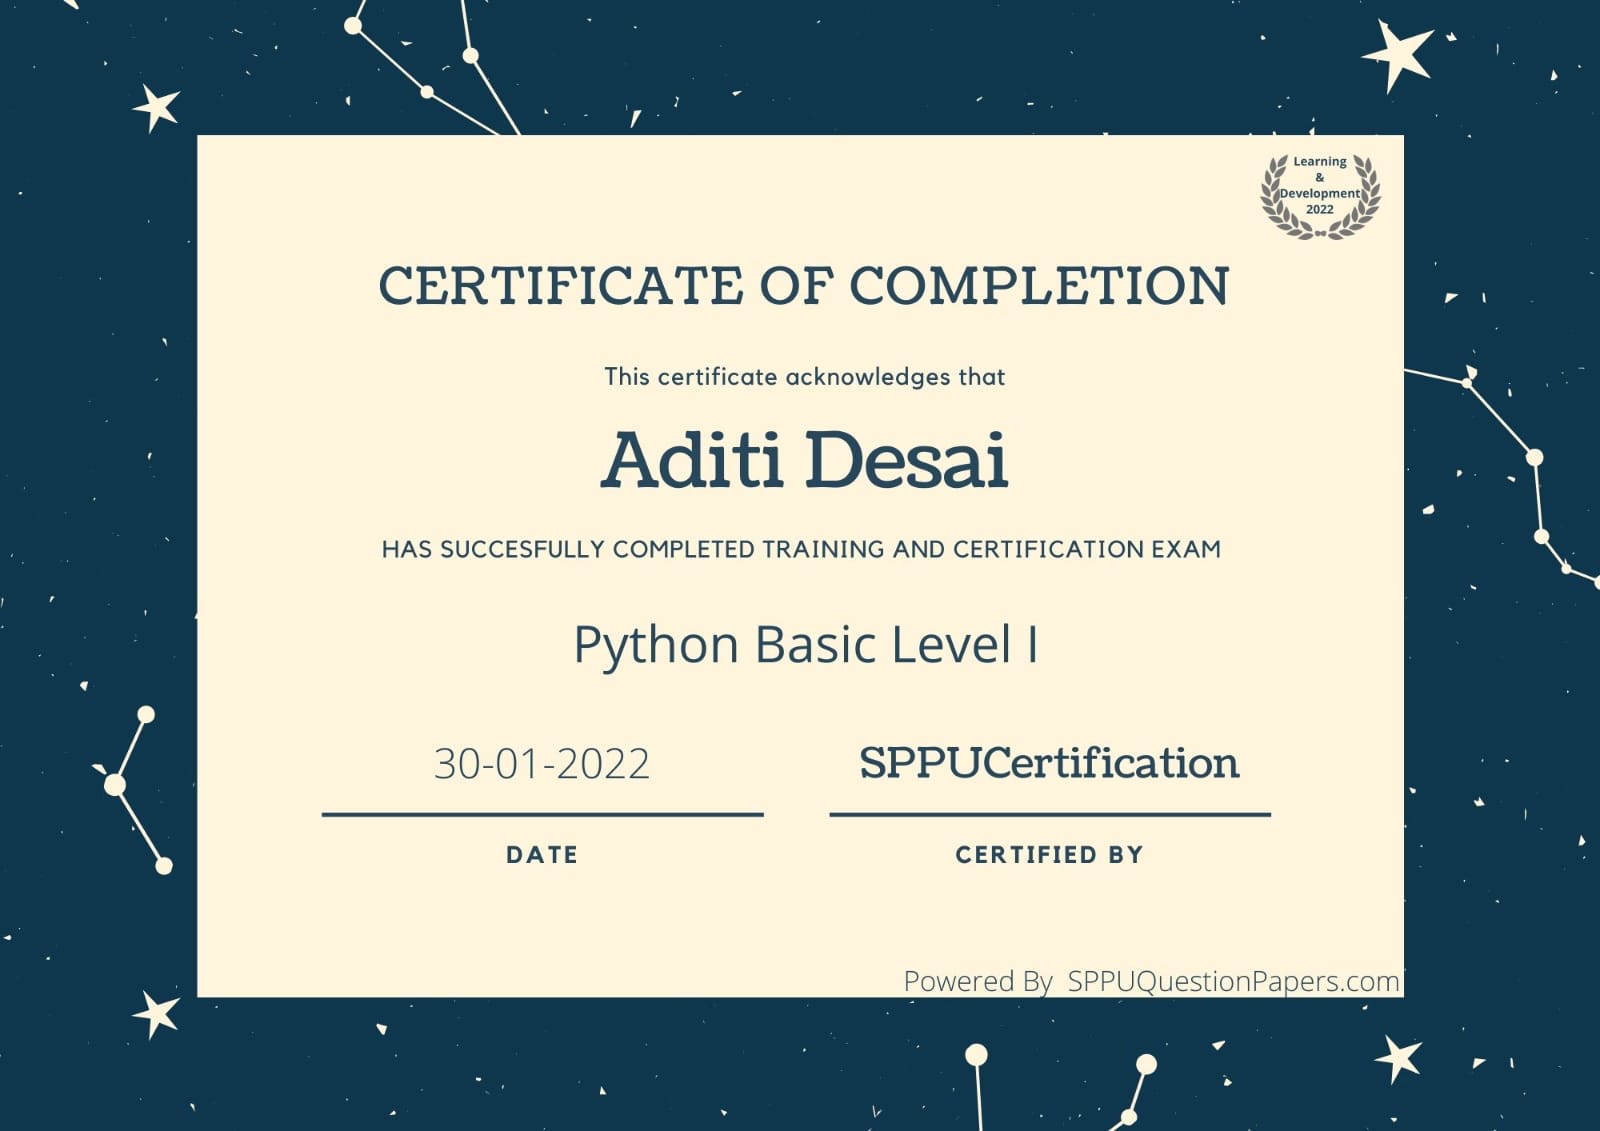 Learning
&
Development
2022
CERTIFICATE OF COMPLETION
This certificate acknowledges that
Aditi Desai
HAS SUCCESFULLY COMPLETED TRAINING AND CERTIFICATION EXAM
Python Basic Level I
30-01-2022
SPPUCertification
DATE
CERTIFIED BY
Powered By SPPUQuestionPapers.com